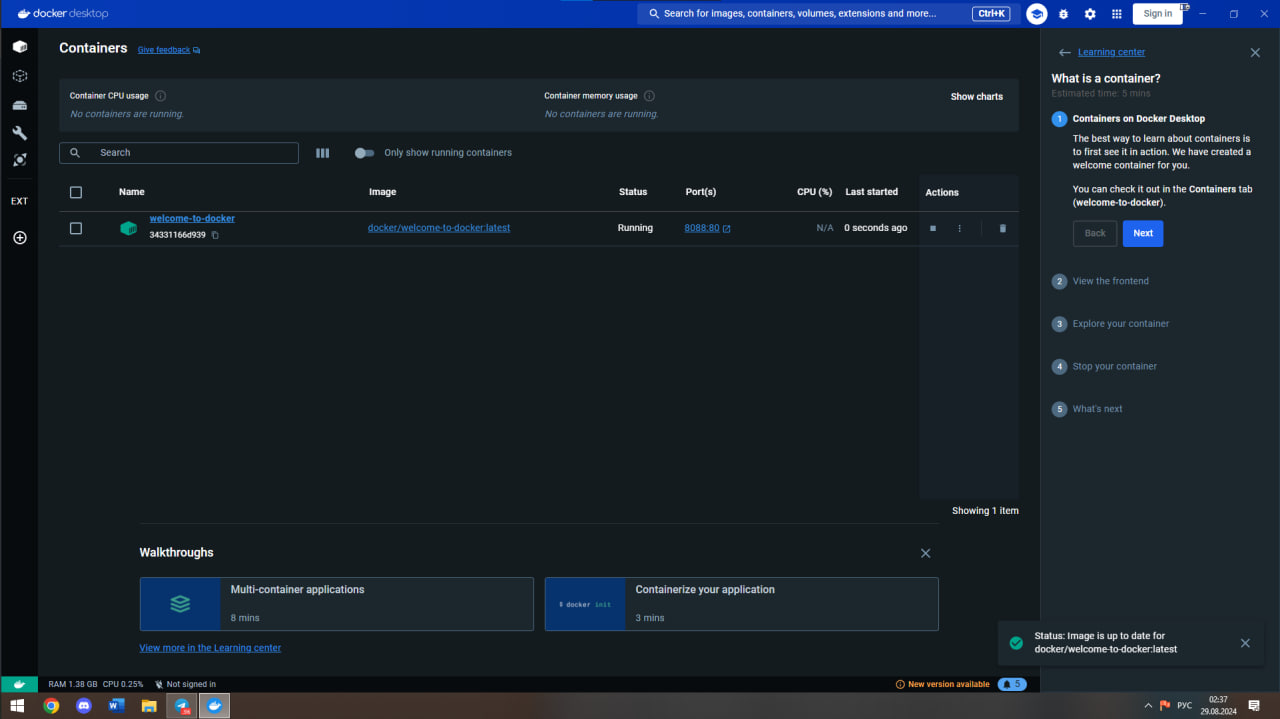 docker desktop
Search for images, containers, volumes, extensions and more...
Ctrl+K
Sign in
Containers
Give feedback
Container CPU usage
No containers are running.
Container memory usage
No containers are running.
Show charts
Search
Only show running containers
Name Image Status Port(s) CPU (%) Last started Actions
welcome-to-docker
34331166d939
docker/welcome-to-docker:latest Running 8088:80 N/A 0 seconds ago
Showing 1 item
Walkthroughs
Multi-container applications
8 mins
$ docker init
Containerize your application
3 mins
View more in the Learning center
EXT
Learning center
What is a container?
Estimated time: 5 mins
1 Containers on Docker Desktop
The best way to learn about containers is
to first see it in action. We have created a
welcome container for you.
You can check it out in the Containers tab
(welcome-to-docker).
Back
Next
2 View the frontend
3 Explore your container
4 Stop your container
5 What's next
Status: Image is up to date for
docker/welcome-to-docker:latest
RAM 1.38 GB CPU 0.25% Not signed in
New version available
5
РУС
02:37
29.08.2024